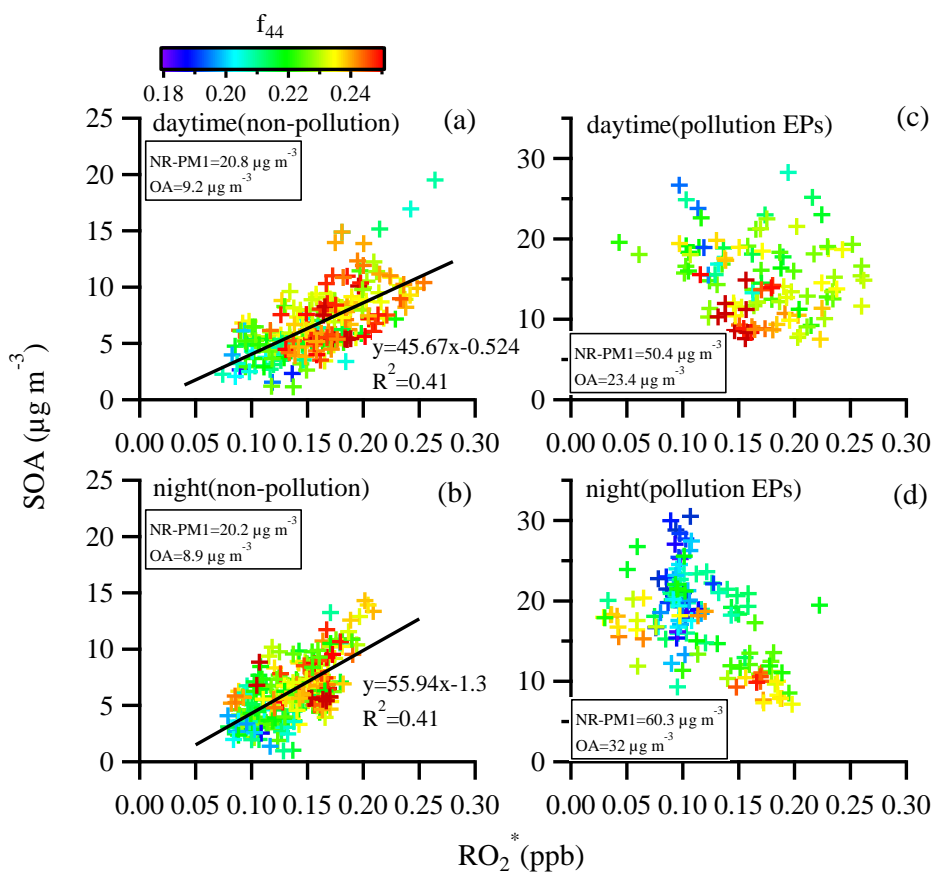 f44
0.18 0.20 0.22 0.24
25
20
15
10
5
0
daytime(non-pollution) (a)
NR-PM1=20.8 µg m-3
OA=9.2 µg m-3
y=45.67x-0.524
R2=0.41
0.00 0.05 0.10 0.15 0.20 0.25 0.30
30
20
10
0
daytime(pollution EPs) (c)
NR-PM1=50.4 µg m-3
OA=23.4 µg m-3
0.00 0.05 0.10 0.15 0.20 0.25 0.30
SOA (µg m-3)
25
20
15
10
5
0
night(non-pollution) (b)
NR-PM1=20.2 µg m-3
OA=8.9 µg m-3
y=55.94x-1.3
R2=0.41
0.00 0.05 0.10 0.15 0.20 0.25 0.30
30
20
10
0
night(pollution EPs) (d)
NR-PM1=60.3 µg m-3
OA=32 µg m-3
0.00 0.05 0.10 0.15 0.20 0.25 0.30
RO2*(ppb)